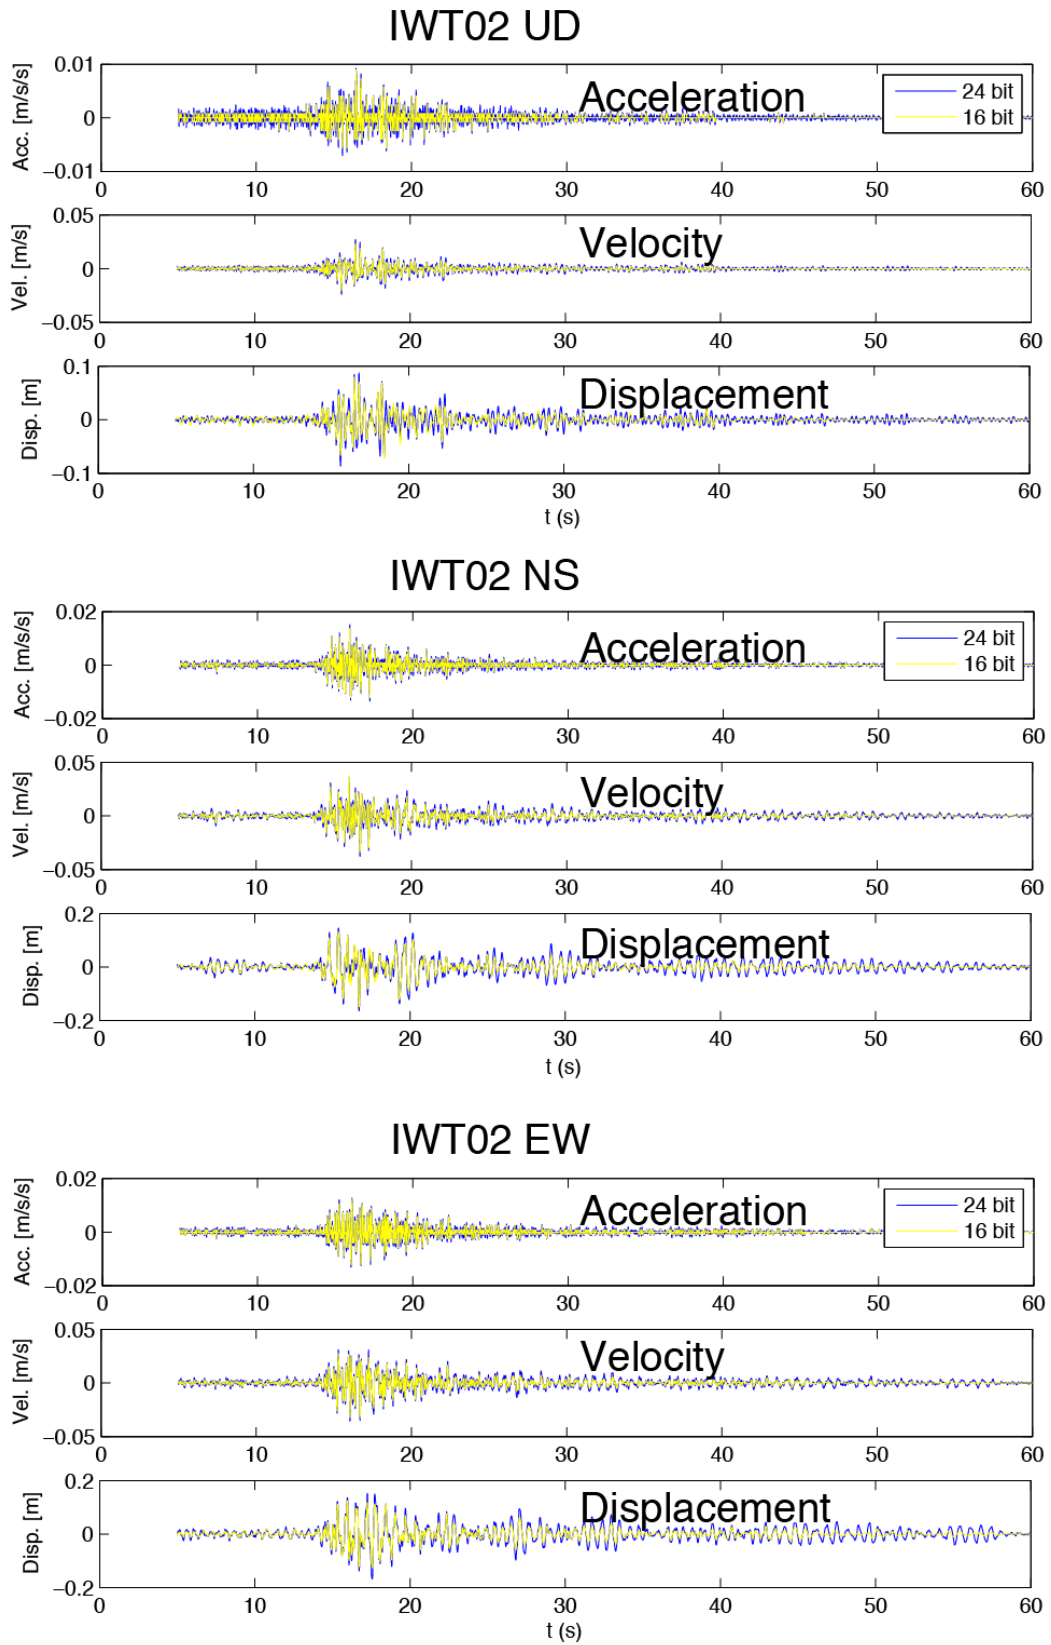 IWT02 UD
Acc. [m/s/s]
0.01
0
−0.01
Acceleration
24 bit
16 bit
0 10 20 30 40 50 60
Vel. [m/s]
0.05
0
−0.05
Velocity
0 10 20 30 40 50 60
Disp. [m]
0.1
0
−0.1
Displacement
0 10 20 30 40 50 60
t (s)
IWT02 NS
Acc. [m/s/s]
0.02
0
−0.02
Acceleration
24 bit
16 bit
0 10 20 30 40 50 60
Vel. [m/s]
0.05
0
−0.05
Velocity
0 10 20 30 40 50 60
Disp. [m]
0.2
0
−0.2
Displacement
0 10 20 30 40 50 60
t (s)
IWT02 EW
Acc. [m/s/s]
0.02
0
−0.02
Acceleration
24 bit
16 bit
0 10 20 30 40 50 60
Vel. [m/s]
0.05
0
−0.05
Velocity
0 10 20 30 40 50 60
Disp. [m]
0.2
0
−0.2
Displacement
0 10 20 30 40 50 60
t (s)